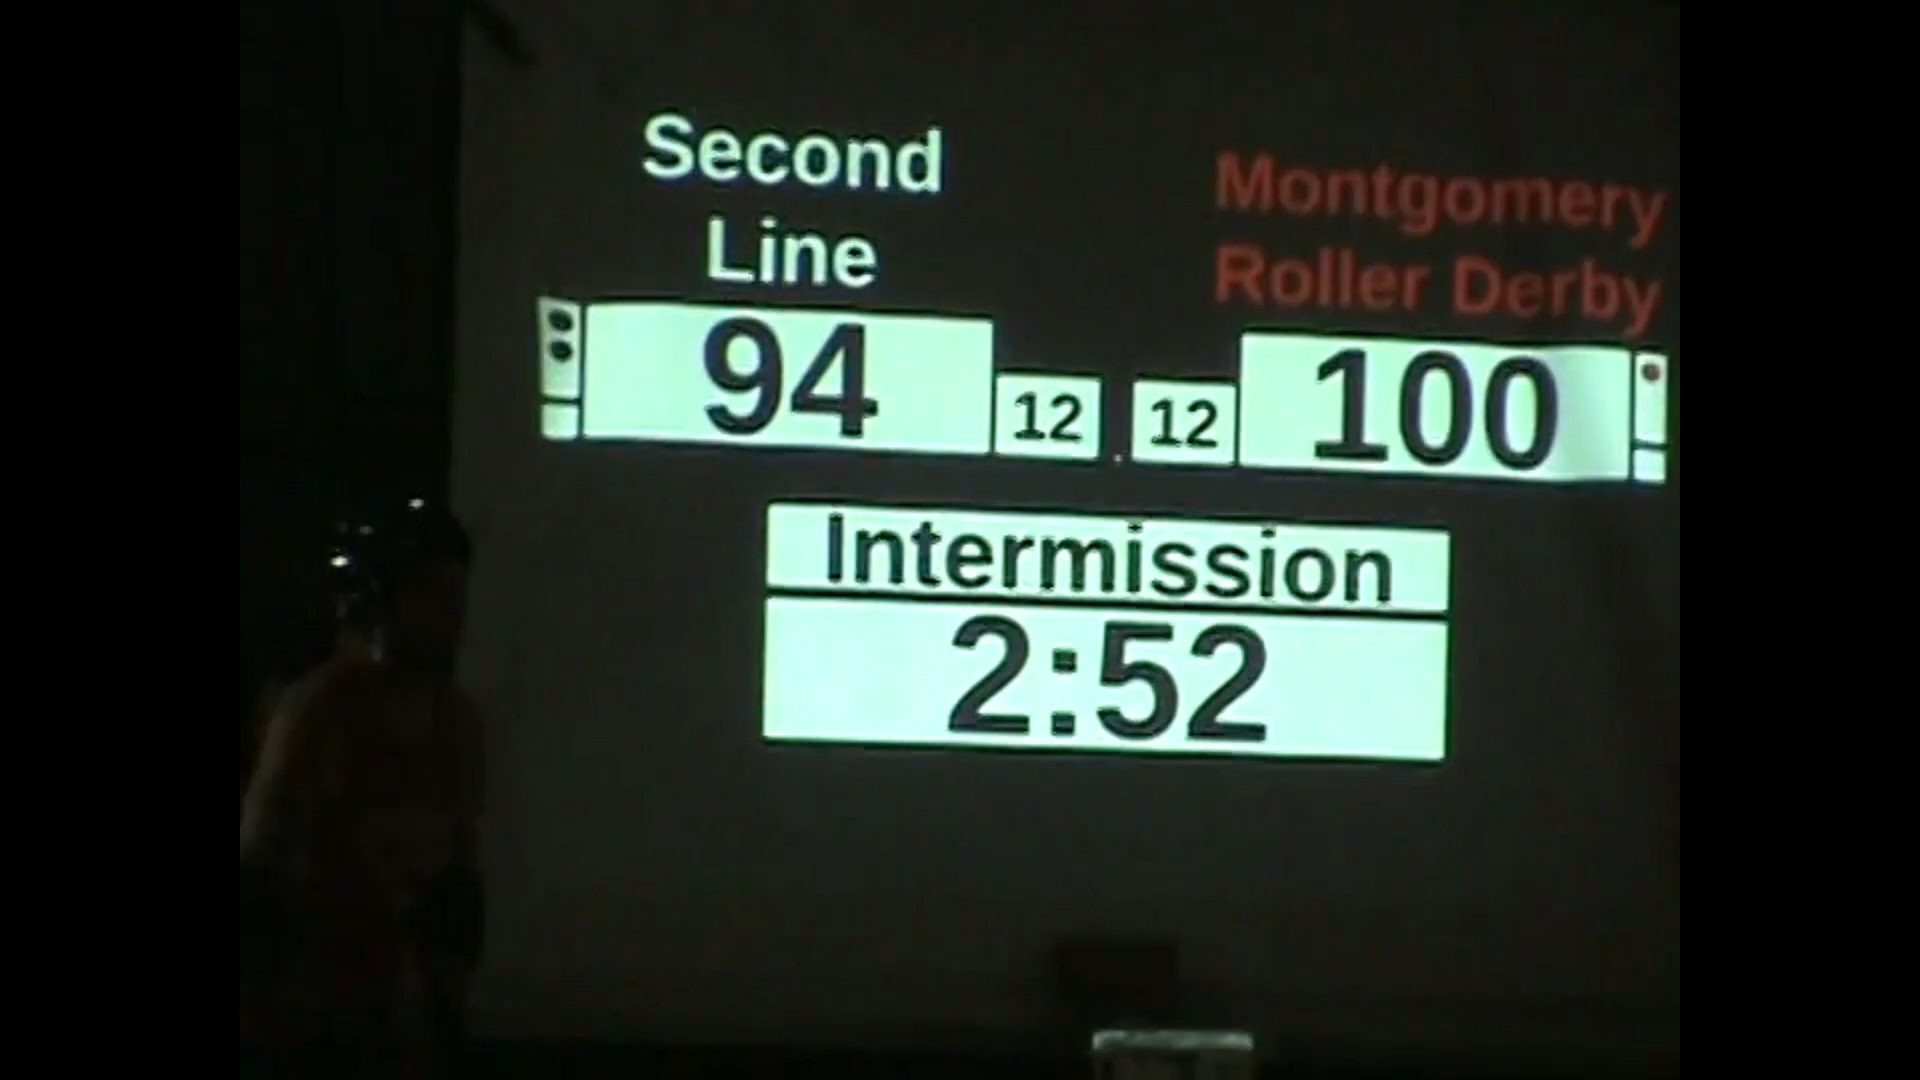 Second
Line
Montgomery
Roller Derby
94
12
12
100
Intermission
2:52